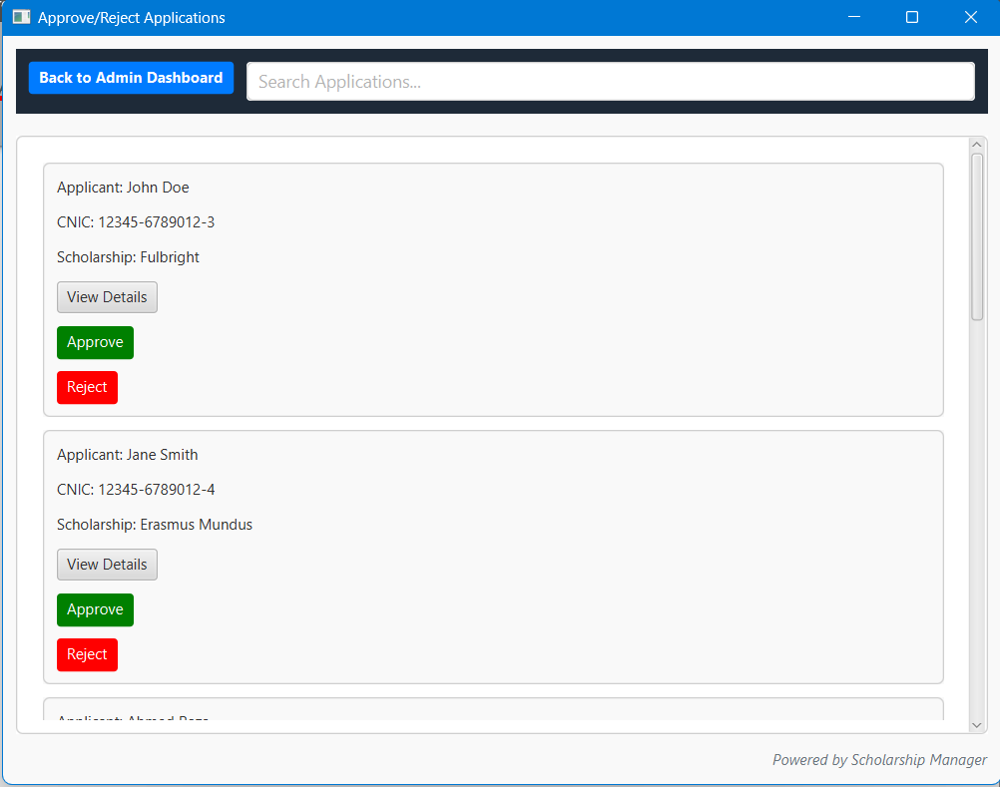 Approve/Reject Applications
Back to Admin Dashboard
Search Applications...
Applicant: John Doe
CNIC: 12345-6789012-3
Scholarship: Fulbright
View Details
Approve
Reject
Applicant: Jane Smith
CNIC: 12345-6789012-4
Scholarship: Erasmus Mundus
View Details
Approve
Reject
Applicant: Ahmed Raza
Powered by Scholarship Manager